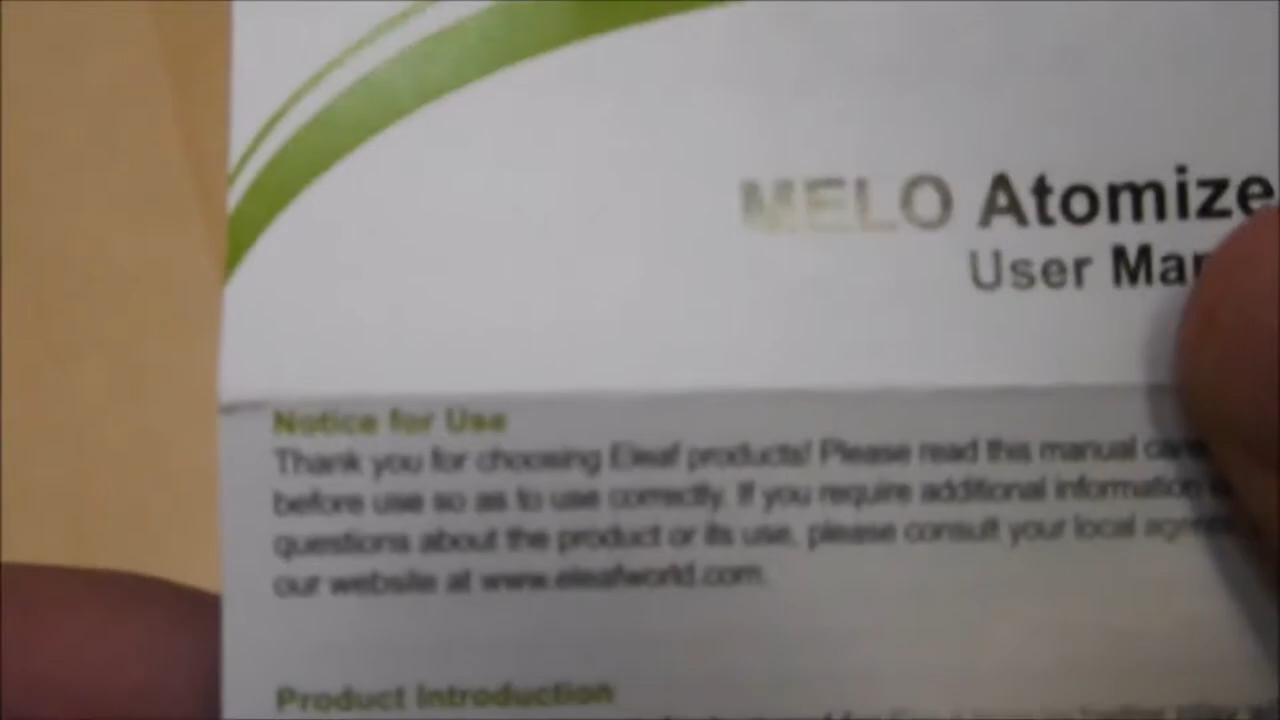 MELO Atomize
User Ma
Notice for Use
Thank you for choosing Eleaf products! Please read this manual
before use so as to use correctly. If you require additional information
questions about the product or its use, please consult your local
our website at www.eleafworld.com.
Product Introduction